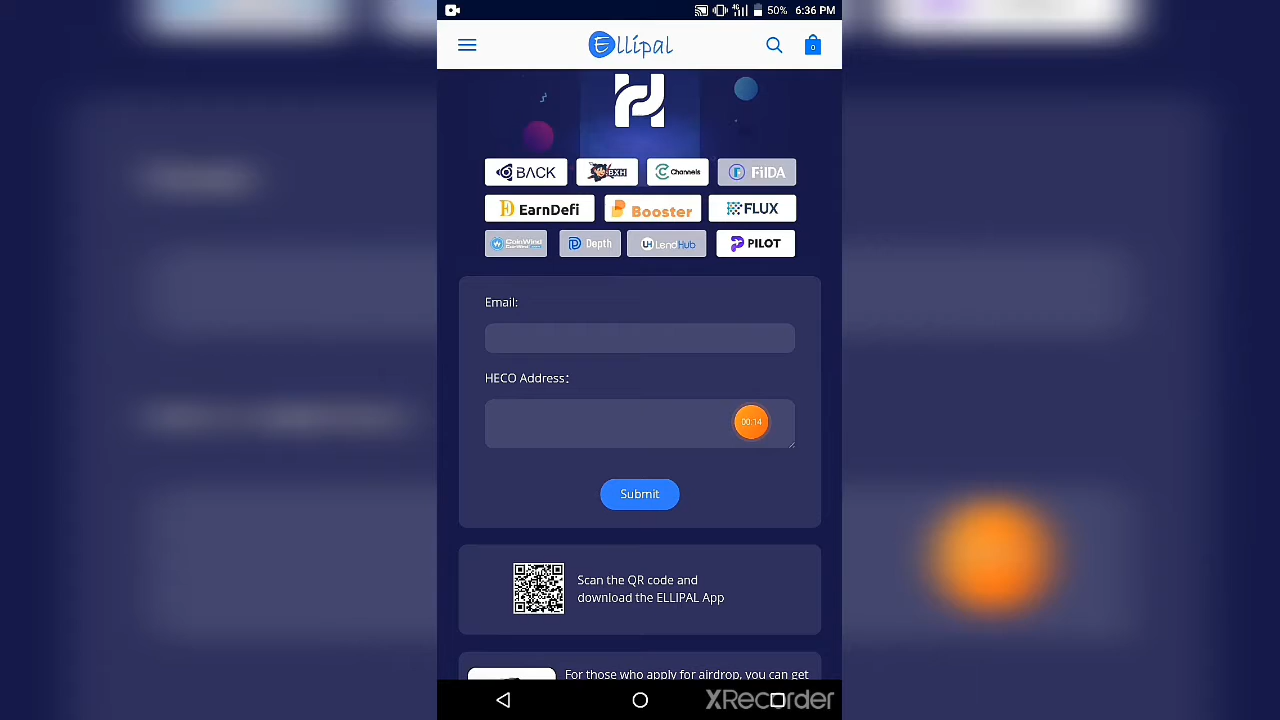 50% 6:36 PM
Ellipal
0
BACK BXH Channels FilDA
EarnDefi Booster FLUX
CoinWind Depth LendHub PILOT
Email:
HECO Address:
00:14
Submit
Scan the QR code and
download the ELLIPAL App
For those who apply for airdrop, you can get
XRecorder